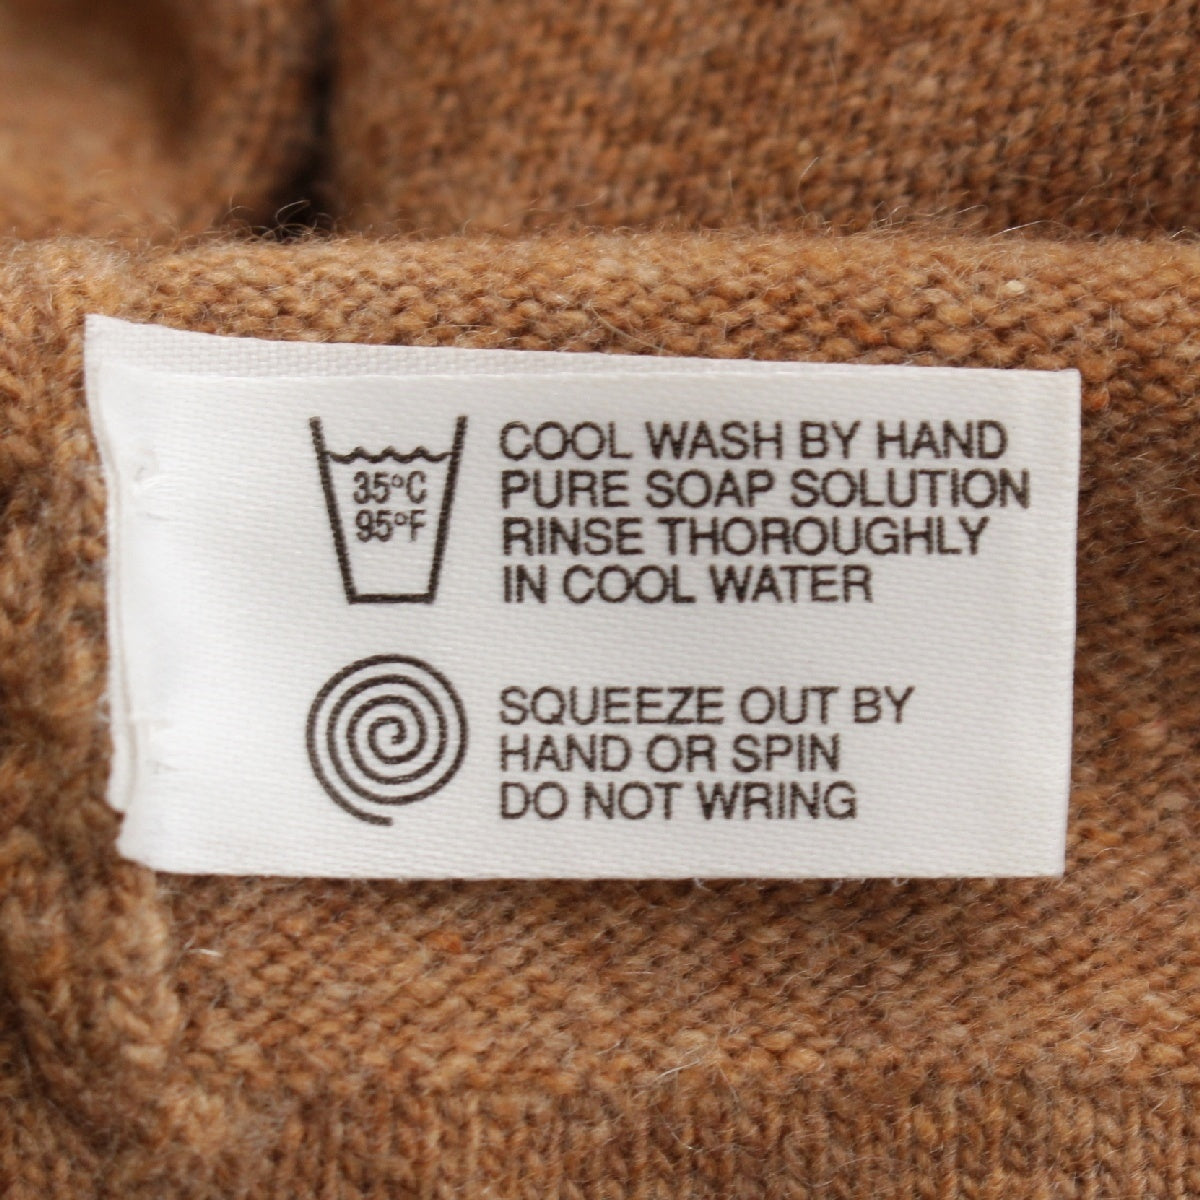 35°C
95°F
COOL WASH BY HAND
PURE SOAP SOLUTION
RINSE THOROUGHLY
IN COOL WATER
SQUEEZE OUT BY
HAND OR SPIN
DO NOT WRING